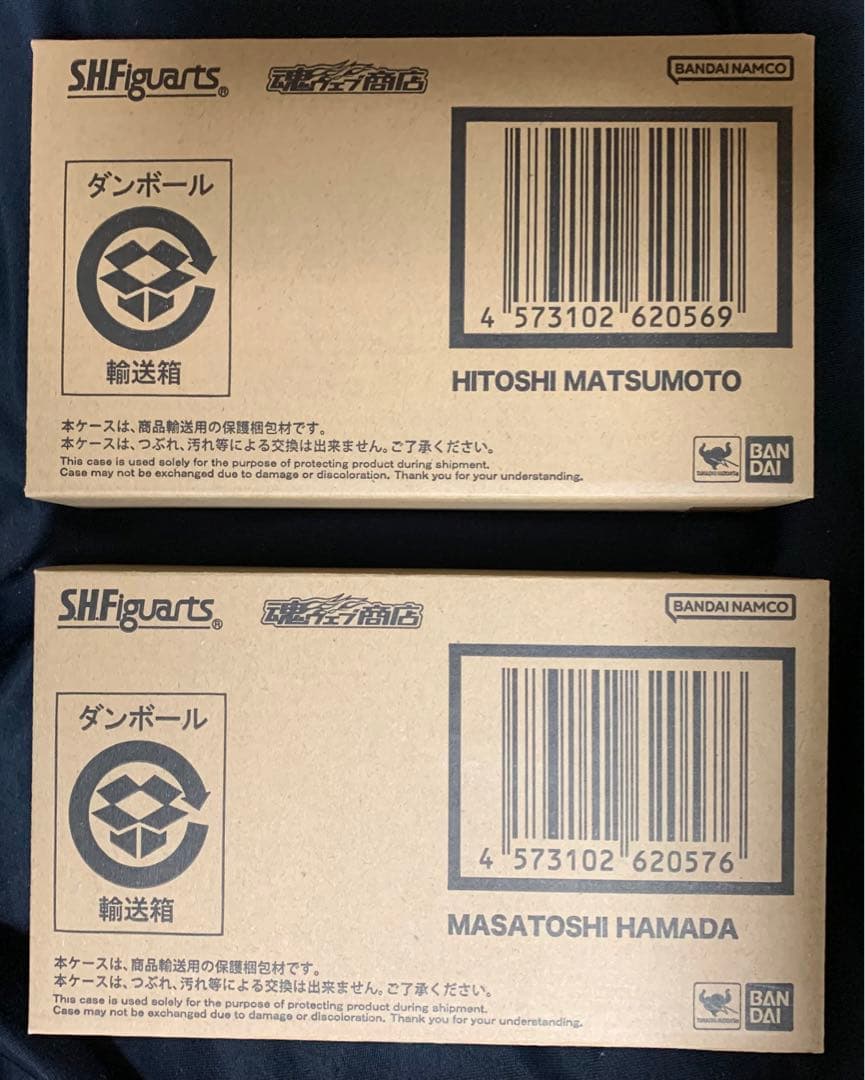 S.H.Figuarts®
魂ウェブ商店
BANDAI NAMCO
ダンボール
輸送箱
4 573102 620569
HITOSHI MATSUMOTO
本ケースは、商品輸送用の保護梱包材です。
本ケースは、つぶれ、汚れ等による交換は出来ません。ご了承ください。
This case is used solely for the purpose of protecting product during shipment.
Case may not be exchanged due to damage or discoloration. Thank you for your understanding.
BAN
DAI
S.H.Figuarts®
魂ウェブ商店
BANDAI NAMCO
ダンボール
輸送箱
4 573102 620576
MASATOSHI HAMADA
本ケースは、商品輸送用の保護梱包材です。
本ケースは、つぶれ、汚れ等による交換は出来ません。ご了承ください。
This case is used solely for the purpose of protecting product during shipment.
Case may not be exchanged due to damage or discoloration. Thank you for your understanding.
BAN
DAI